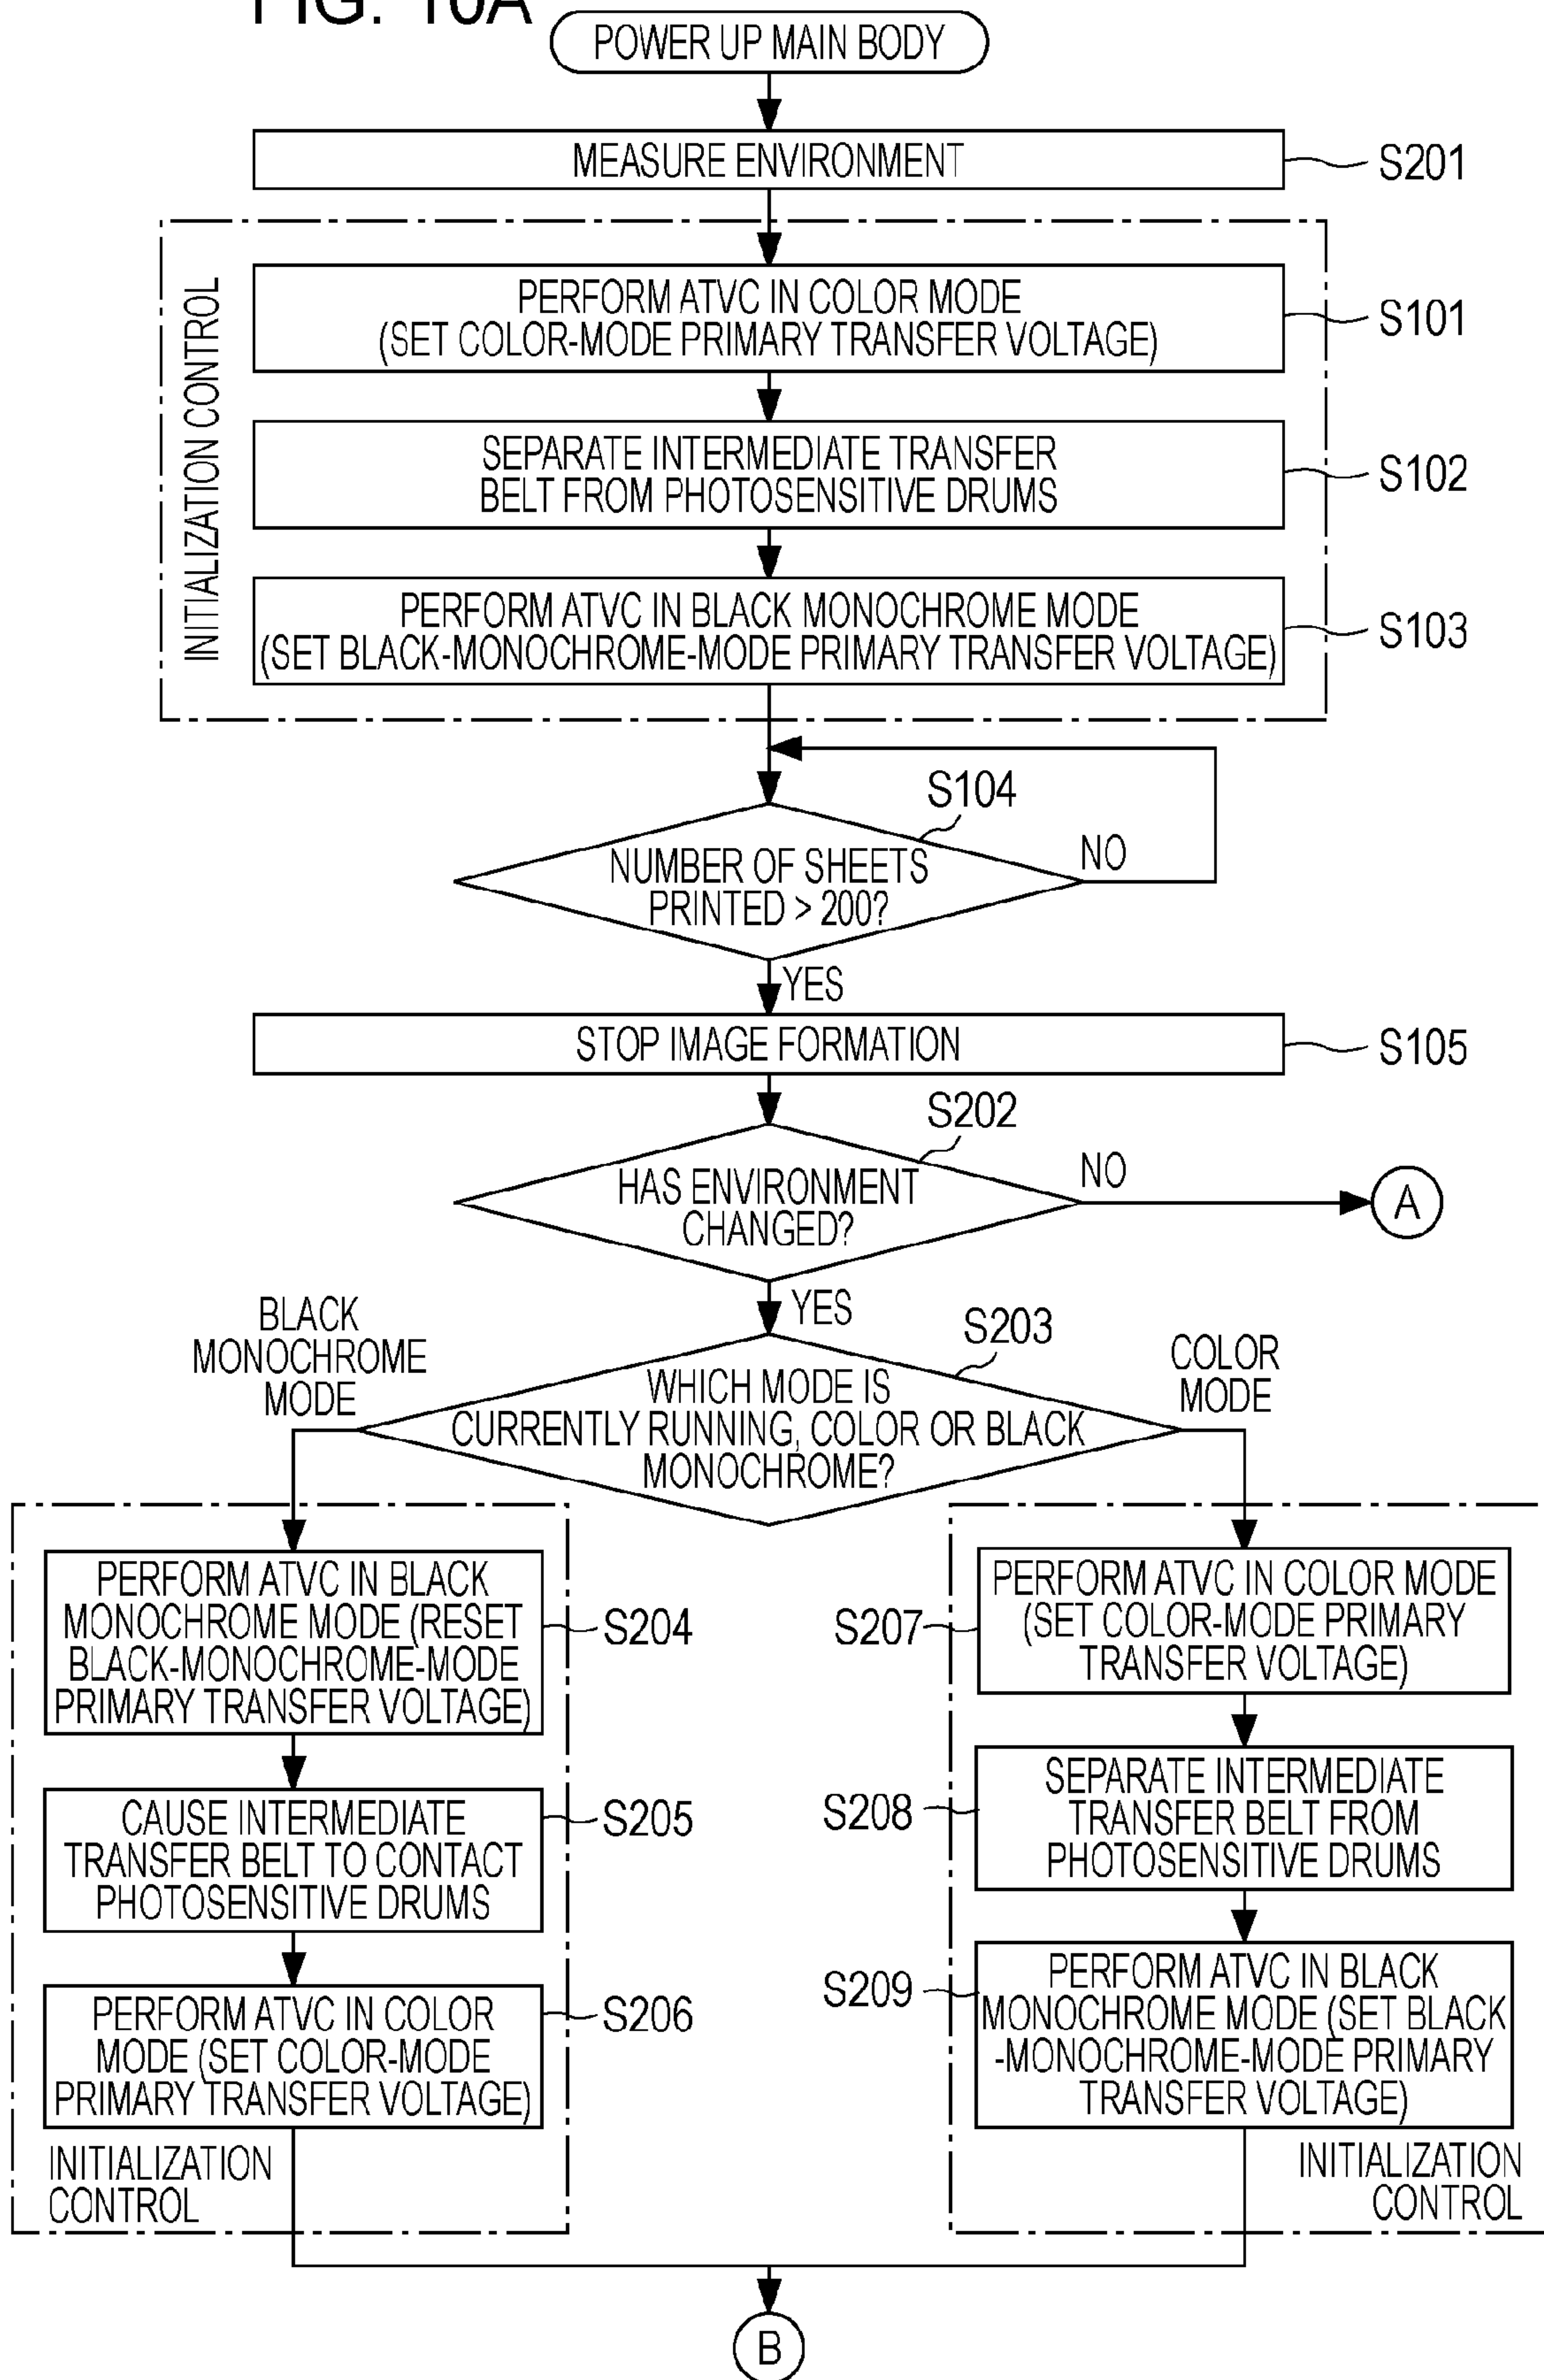 FIG. 10A
POWER UP MAIN BODY
MEASURE ENVIRONMENT
S201
INITIALIZATION CONTROL
PERFORM ATVC IN COLOR MODE
(SET COLOR-MODE PRIMARY TRANSFER VOLTAGE)
S101
SEPARATE INTERMEDIATE TRANSFER
BELT FROM PHOTOSENSITIVE DRUMS
S102
PERFORM ATVC IN BLACK MONOCHROME MODE
(SET BLACK-MONOCHROME-MODE PRIMARY TRANSFER VOLTAGE)
S103
S104
NUMBER OF SHEETS
PRINTED > 200?
NO
YES
STOP IMAGE FORMATION
S105
S202
HAS ENVIRONMENT
CHANGED?
NO
A
YES
S203
BLACK
MONOCHROME
MODE
WHICH MODE IS
CURRENTLY RUNNING, COLOR OR BLACK
MONOCHROME?
COLOR
MODE
PERFORM ATVC IN BLACK
MONOCHROME MODE (RESET
BLACK-MONOCHROME-MODE
PRIMARY TRANSFER VOLTAGE)
S204
CAUSE INTERMEDIATE
TRANSFER BELT TO CONTACT
PHOTOSENSITIVE DRUMS
S205
PERFORM ATVC IN COLOR
MODE (SET COLOR-MODE
PRIMARY TRANSFER VOLTAGE)
S206
INITIALIZATION
CONTROL
S207
PERFORM ATVC IN COLOR MODE
(SET COLOR-MODE PRIMARY
TRANSFER VOLTAGE)
S208
SEPARATE INTERMEDIATE
TRANSFER BELT FROM
PHOTOSENSITIVE DRUMS
S209
PERFORM ATVC IN BLACK
MONOCHROME MODE (SET BLACK
-MONOCHROME-MODE PRIMARY
TRANSFER VOLTAGE)
INITIALIZATION
CONTROL
B